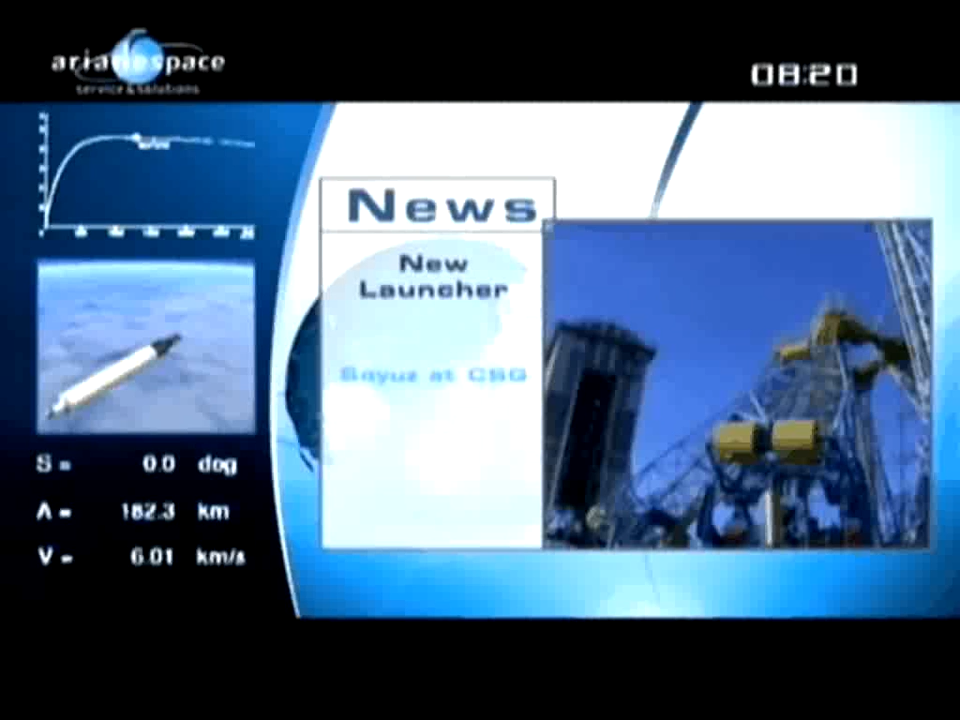 arianespace
service & solutions
08:20
News
New
Launcher
Soyuz at CSG
S = 0.0 deg
A = 182.3 km
V = 6.01 km/s